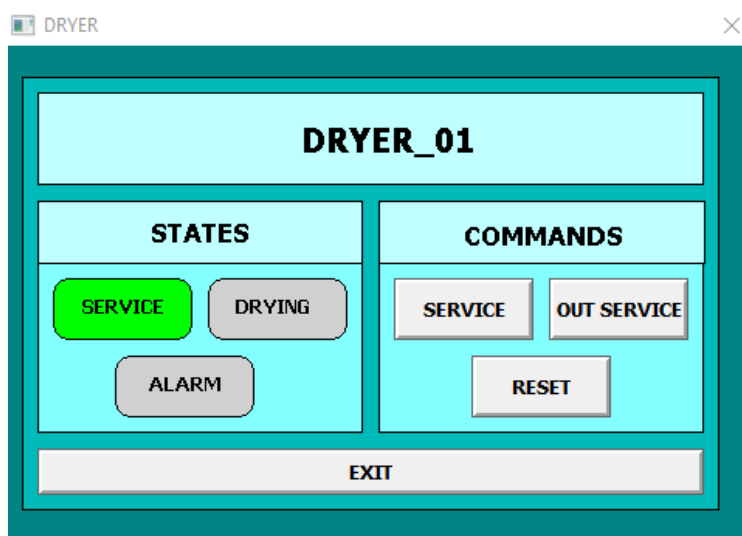 DRYER
DRYER_01
STATES
COMMANDS
SERVICE
DRYING
SERVICE
OUT SERVICE
ALARM
RESET
EXIT